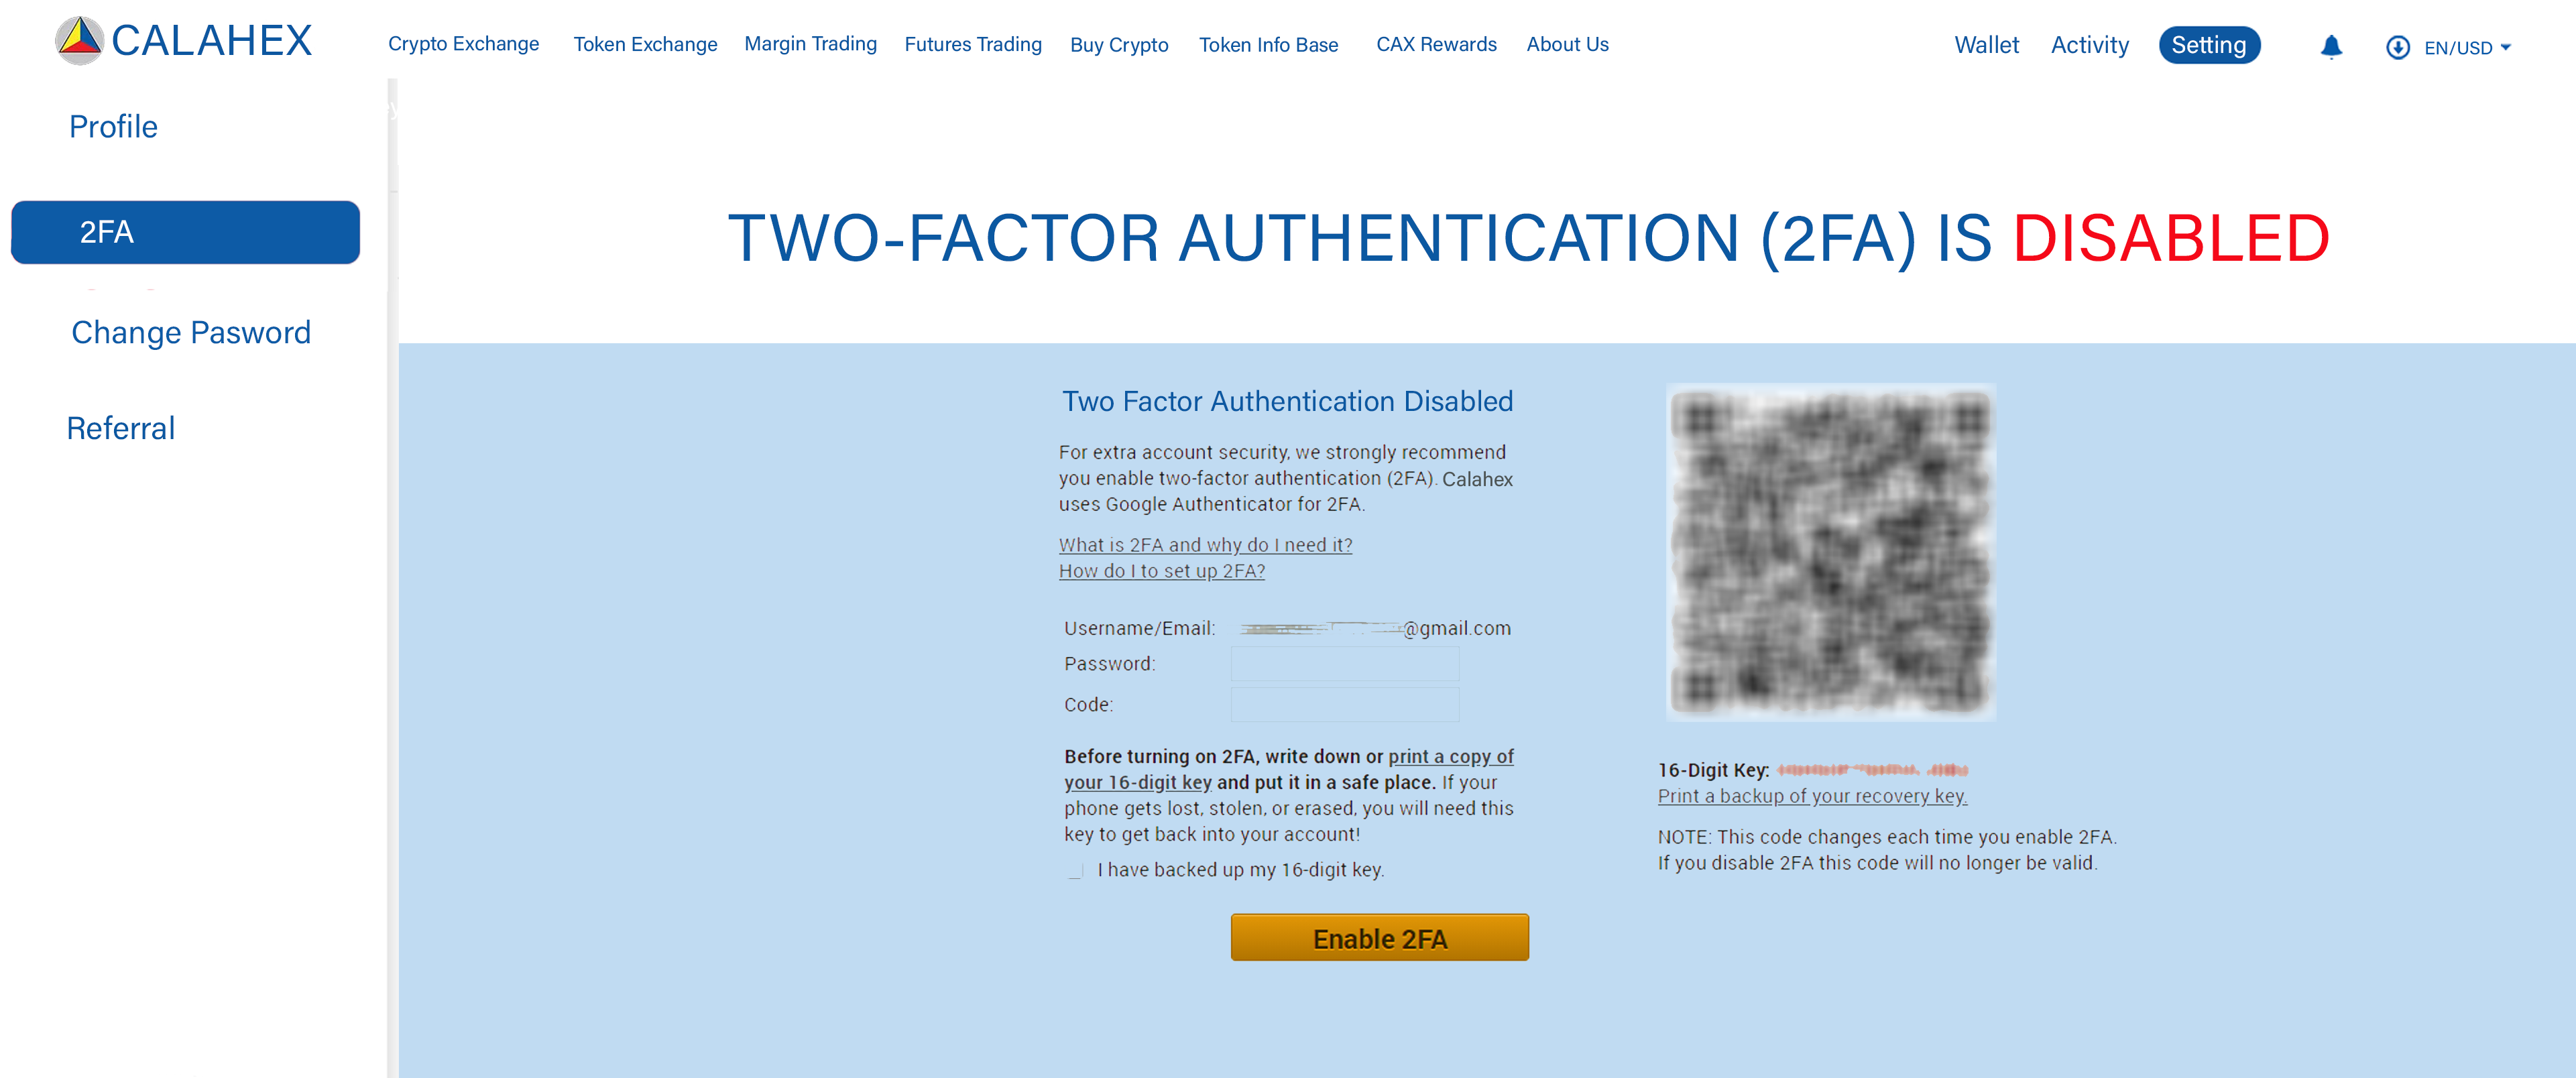 CALAHEX
Crypto Exchange Token Exchange Margin Trading Futures Trading Buy Crypto Token Info Base CAX Rewards About Us Wallet Activity Setting EN/USD
Profile
2FA
Change Pasword
Referral
TWO-FACTOR AUTHENTICATION (2FA) IS DISABLED
Two Factor Authentication Disabled
For extra account security, we strongly recommend
you enable two-factor authentication (2FA). Calahex
uses Google Authenticator for 2FA.
What is 2FA and why do I need it?
How do I to set up 2FA?
Username/Email: @gmail.com
Password:
Code:
Before turning on 2FA, write down or print a copy of
your 16-digit key and put it in a safe place. If your
phone gets lost, stolen, or erased, you will need this
key to get back into your account!
I have backed up my 16-digit key.
Enable 2FA
16-Digit Key:
Print a backup of your recovery key.
NOTE: This code changes each time you enable 2FA.
If you disable 2FA this code will no longer be valid.